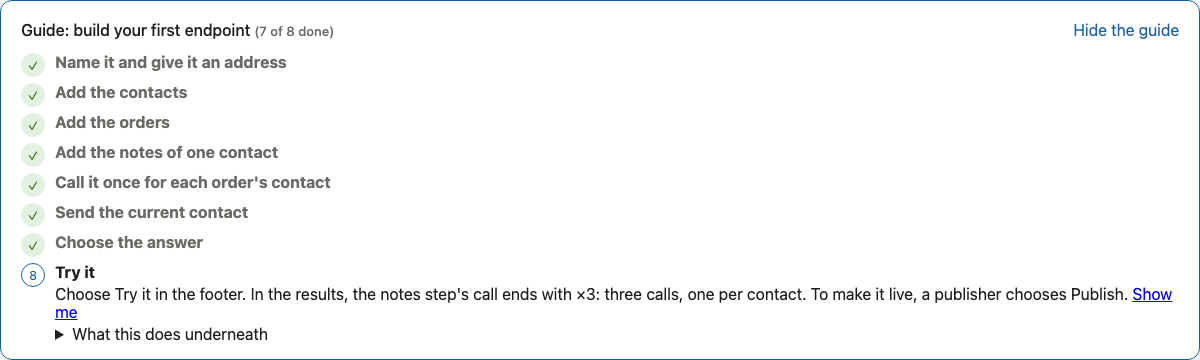 Guide: build your first endpoint (7 of 8 done)
Hide the guide
✓ Name it and give it an address
✓ Add the contacts
✓ Add the orders
✓ Add the notes of one contact
✓ Call it once for each order's contact
✓ Send the current contact
✓ Choose the answer
8 Try it
Choose Try it in the footer. In the results, the notes step's call ends with ×3: three calls, one per contact. To make it live, a publisher chooses Publish. Show
me
▶ What this does underneath